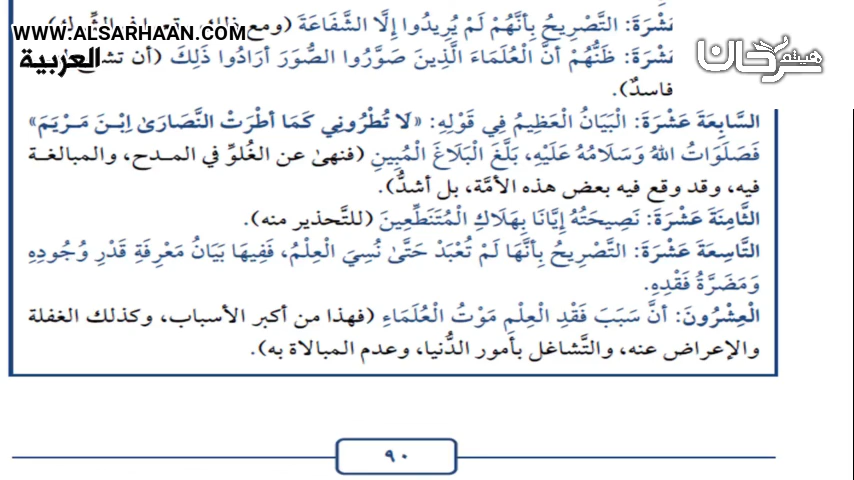 WWW.ALSARHAAN.COM
العربية
هيئة
سرحان
عَشْرَةَ: التَّصْرِيحُ بِأَنَّهُمْ لَمْ يُرِيدُوا إِلَّا الشَّفَاعَةَ (ومع
عَشْرَةَ: ظَنُّهُمْ أَنَّ الْعُلَمَاءَ الَّذِينَ صَوَّرُوا الصُّوَرَ أَرَادُوا ذَلِكَ (أن
فاسدٌ).
السَّابِعَةَ عَشْرَةَ: الْبَيَانُ الْعَظِيمُ فِي قَوْلِهِ: «لَا تُطْرُونِي كَمَا أَطْرَتْ النَّصَارَىٰ اِبْنَ مَرْيَمَ»
فَصَلَوَاتُ اللهُ وَسَلَامُهُ عَلَيْهِ، بَلَّغَ الْبَلَاغَ الْمُبِينِ (فنهىٰ عن الغُلوِّ في المـدح، والمبالغـة
فيه، وقد وقع فيه بعض هذه الأمَّة، بل أشدُّ).
الثَّامِنَةَ عَشْرَةَ: نَصِيحَتُهُ إِيَّانَا بِهَلَاكِ الْمُتَنَطِّعِينَ (للتَّحذير منه).
التَّاسِعَةَ عَشْرَةَ: التَّصْرِيحُ بِأَنَّهَا لَمْ تُعْبَدْ حَتَّىٰ نُسِيَ الْعِلْمُ، فَفِيهَا بَيَانُ مَعْرِفَةِ قَدْرِ وُجُودِهِ
وَمَضَرَّةُ فَقْدِهِ.
الْعِشْرُونَ: أَنَّ سَبَبَ فَقْدِ الْعِلْمِ مَوْتُ الْعُلَمَاءِ (فهذا من أكبر الأسباب، وكذلك الغفلة
والإعراض عنه، والتَّشاغل بأمور الدُّنيا، وعدم المبالاة به).
٩٠